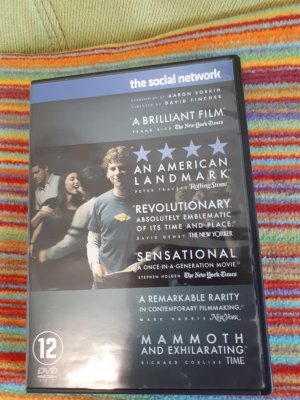 the social network
SCREENPLAY BY AARON SORKIN
DIRECTED BY DAVID FINCHER
'A BRILLIANT FILM'
FRANK RICH The New York Times
AN AMERICAN
LANDMARK'
PETER TRAVERS Rolling Stone
'REVOLUTIONARY
ABSOLUTELY EMBLEMATIC
OF ITS TIME AND PLACE.'
DAVID DENBY THE NEW YORKER
'SENSATIONAL
A ONCE-IN-A-GENERATION MOVIE'
STEPHEN HOLDEN The New York Times
'A REMARKABLE RARITY
IN CONTEMPORARY FILMMAKING.'
MARK HARRIS New York
'MAMMOTH
AND EXHILARATING'
RICHARD CORLISS TIME
12
DVD